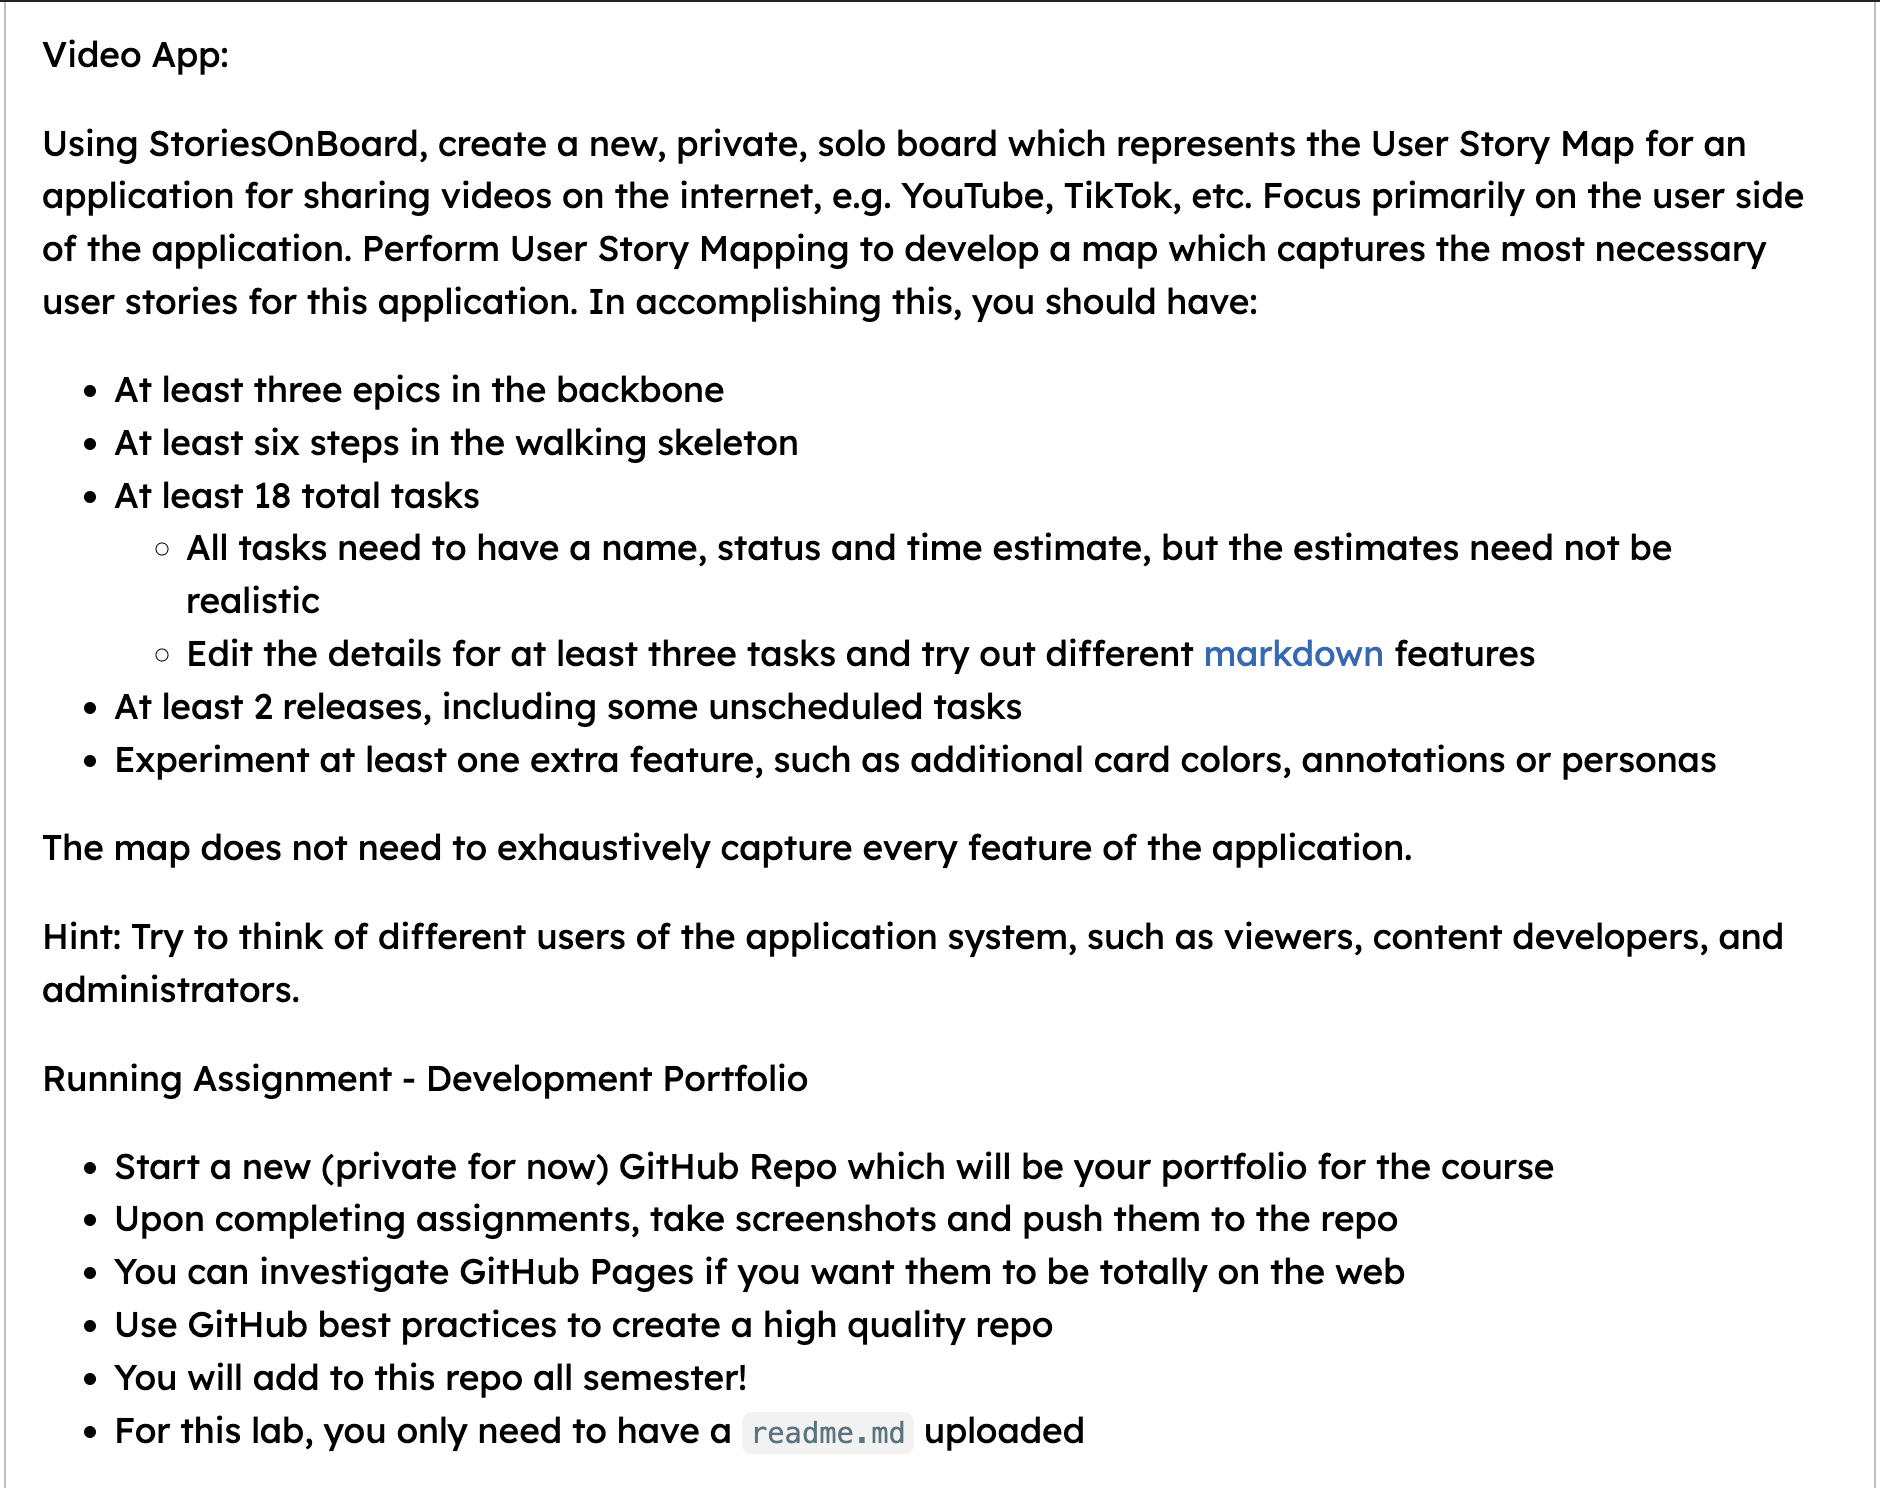 Video App:
Using StoriesOnBoard, create a new, private, solo board which represents the User Story Map for an
application for sharing videos on the internet, e.g. YouTube, TikTok, etc. Focus primarily on the user side
of the application. Perform User Story Mapping to develop a map which captures the most necessary
user stories for this application. In accomplishing this, you should have:
• At least three epics in the backbone
• At least six steps in the walking skeleton
• At least 18 total tasks
◦ All tasks need to have a name, status and time estimate, but the estimates need not be
realistic
◦ Edit the details for at least three tasks and try out different markdown features
• At least 2 releases, including some unscheduled tasks
• Experiment at least one extra feature, such as additional card colors, annotations or personas
The map does not need to exhaustively capture every feature of the application.
Hint: Try to think of different users of the application system, such as viewers, content developers, and
administrators.
Running Assignment - Development Portfolio
• Start a new (private for now) GitHub Repo which will be your portfolio for the course
• Upon completing assignments, take screenshots and push them to the repo
• You can investigate GitHub Pages if you want them to be totally on the web
• Use GitHub best practices to create a high quality repo
• You will add to this repo all semester!
• For this lab, you only need to have a readme.md uploaded